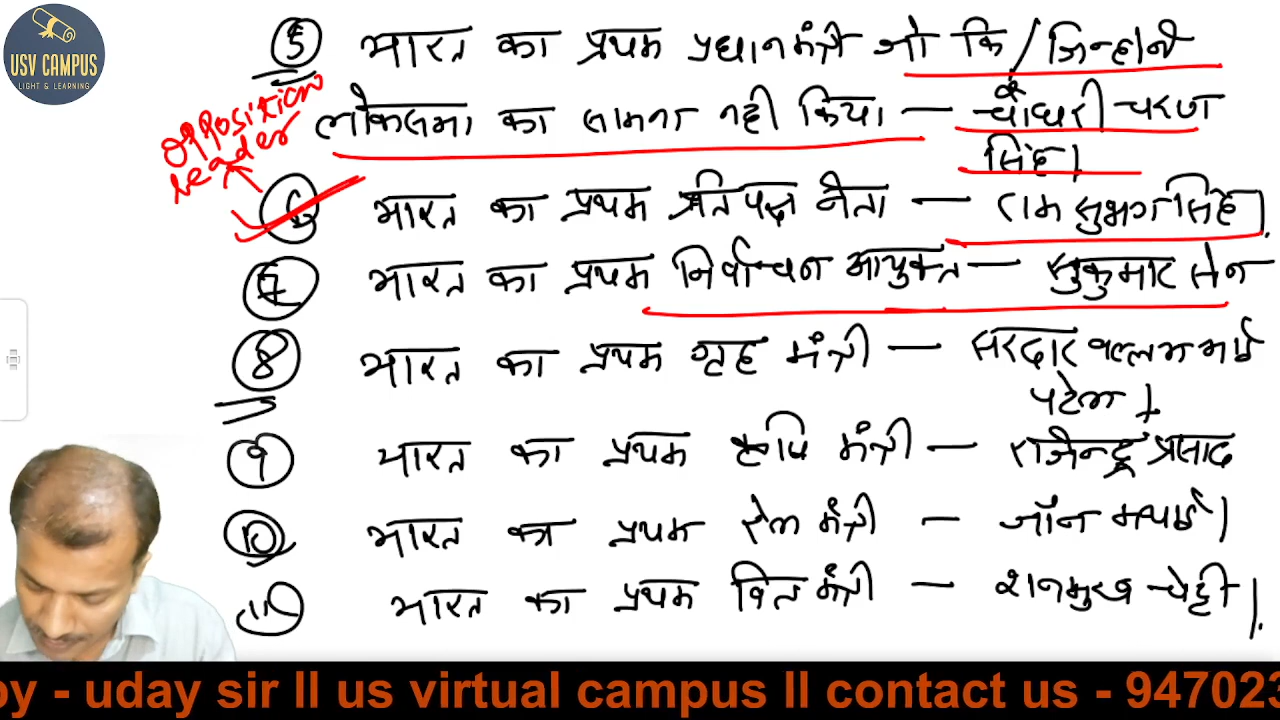 USV CAMPUS
LIGHT & LEARNING
5 भारत का प्रथम प्रधानमंत्री जो कि / जिन्होंने
लोकसभा का सामना नही किया — चौधरी चरण
सिंह।
opposition
leader
6 भारत का प्रथम प्रतिपक्ष नेता — राम सुभग सिंह।
7 भारत का प्रथम निर्वाचन आयुक्त — सुकुमार सेन
8 भारत का प्रथम गृह मंत्री — सरदार वल्लभ भाई
पटेल।
9 भारत का प्रथम कृषि मंत्री — राजेन्द्र प्रसाद
10 भारत का प्रथम रेल मंत्री — जॉन मथाई।
11 भारत का प्रथम वित मंत्री — शनमुख चेट्टी।
by - uday sir ll us virtual campus ll contact us - 947023